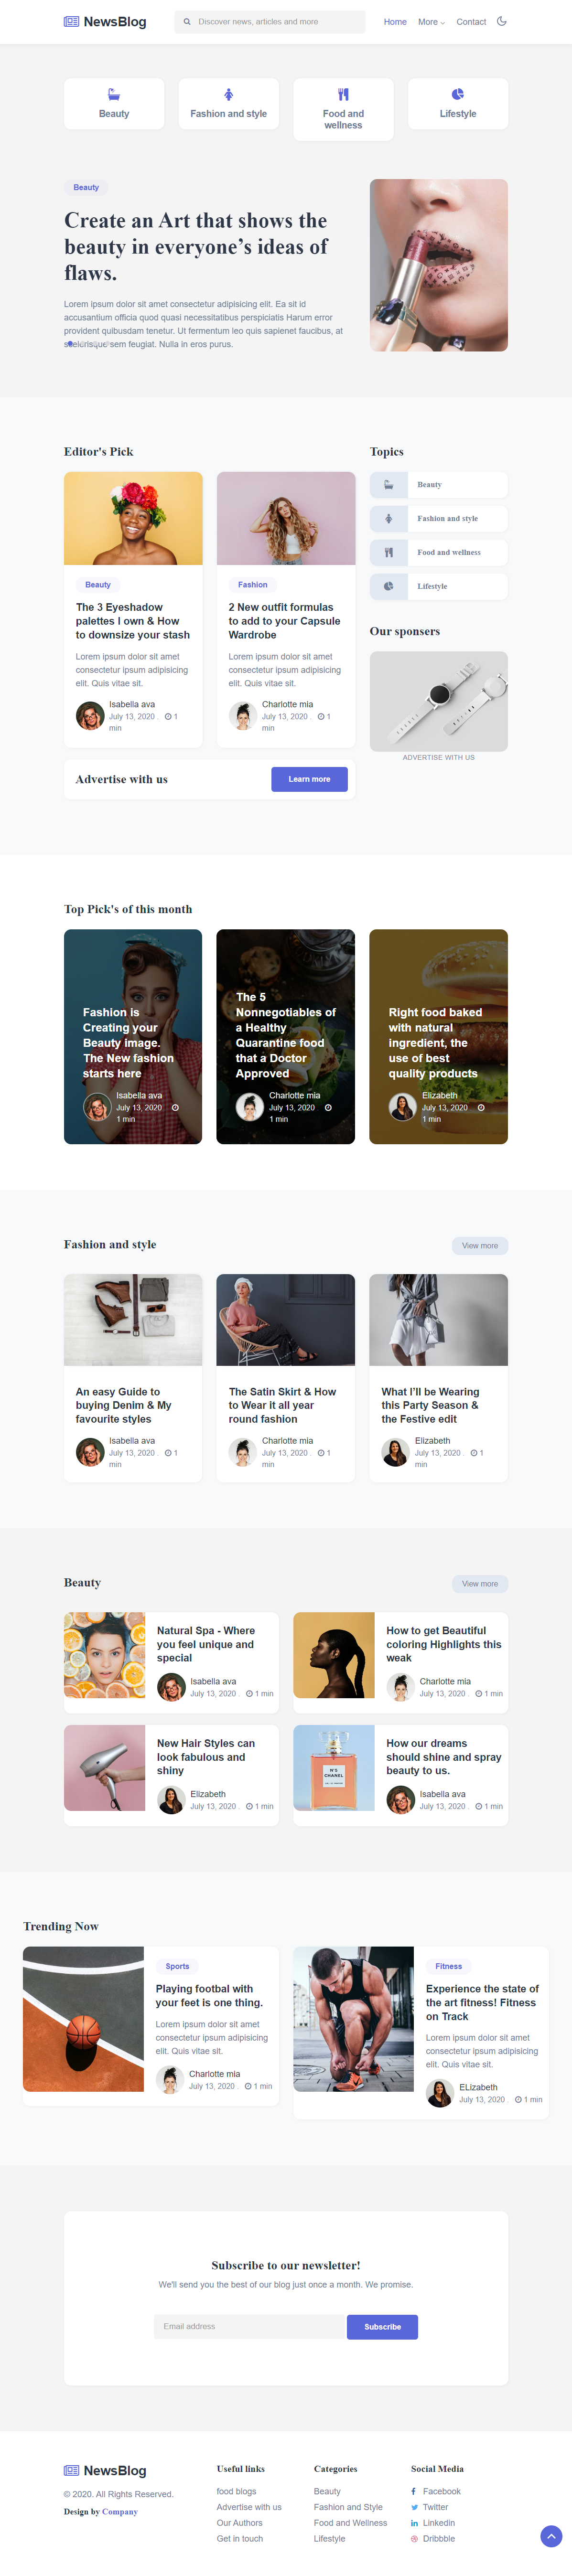 NewsBlog
Discover news, articles and more
Home
More
Contact
Beauty
Fashion and style
Food and
wellness
Lifestyle
Beauty
Create an Art that shows the
beauty in everyone’s ideas of
flaws.
Lorem ipsum dolor sit amet consectetur adipisicing elit. Ea sit id
accusantium officia quod quasi necessitatibus perspiciatis Harum error
provident quibusdam tenetur. Ut fermentum leo quis sapienet faucibus, at
scelerisque sem feugiat. Nulla in eros purus.
Editor's Pick
Beauty
The 3 Eyeshadow
palettes I own & How
to downsize your stash
Lorem ipsum dolor sit amet
consectetur ipsum adipisicing
elit. Quis vitae sit.
Isabella ava
July 13, 2020 . 1
min
Fashion
2 New outfit formulas
to add to your Capsule
Wardrobe
Lorem ipsum dolor sit amet
consectetur ipsum adipisicing
elit. Quis vitae sit.
Charlotte mia
July 13, 2020 . 1
min
Advertise with us
Learn more
Topics
Beauty
Fashion and style
Food and wellness
Lifestyle
Our sponsers
ADVERTISE WITH US
Top Pick's of this month
Fashion is
Creating your
Beauty image.
The New fashion
starts here
Isabella ava
July 13, 2020
1 min
The 5
Nonnegotiables of
a Healthy
Quarantine food
that a Doctor
Approved
Charlotte mia
July 13, 2020
1 min
Right food baked
with natural
ingredient, the
use of best
quality products
Elizabeth
July 13, 2020
1 min
Fashion and style
View more
An easy Guide to
buying Denim & My
favourite styles
Isabella ava
July 13, 2020 . 1
min
The Satin Skirt & How
to Wear it all year
round fashion
Charlotte mia
July 13, 2020 . 1
min
What I’ll be Wearing
this Party Season &
the Festive edit
Elizabeth
July 13, 2020 . 1
min
Beauty
View more
Natural Spa - Where
you feel unique and
special
Isabella ava
July 13, 2020 . 1 min
How to get Beautiful
coloring Highlights this
weak
Charlotte mia
July 13, 2020 . 1 min
New Hair Styles can
look fabulous and
shiny
Elizabeth
July 13, 2020 . 1 min
N°5
CHANEL
How our dreams
should shine and spray
beauty to us.
Isabella ava
July 13, 2020 . 1 min
Trending Now
Sports
Playing footbal with
your feet is one thing.
Lorem ipsum dolor sit amet
consectetur ipsum adipisicing
elit. Quis vitae sit.
Charlotte mia
July 13, 2020 . 1 min
Fitness
Experience the state of
the art fitness! Fitness
on Track
Lorem ipsum dolor sit amet
consectetur ipsum adipisicing
elit. Quis vitae sit.
ELizabeth
July 13, 2020 . 1 min
Subscribe to our newsletter!
We'll send you the best of our blog just once a month. We promise.
Email address
Subscribe
NewsBlog
© 2020. All Rights Reserved.
Design by Company
Useful links
food blogs
Advertise with us
Our Authors
Get in touch
Categories
Beauty
Fashion and Style
Food and Wellness
Lifestyle
Social Media
Facebook
Twitter
Linkedin
Dribbble